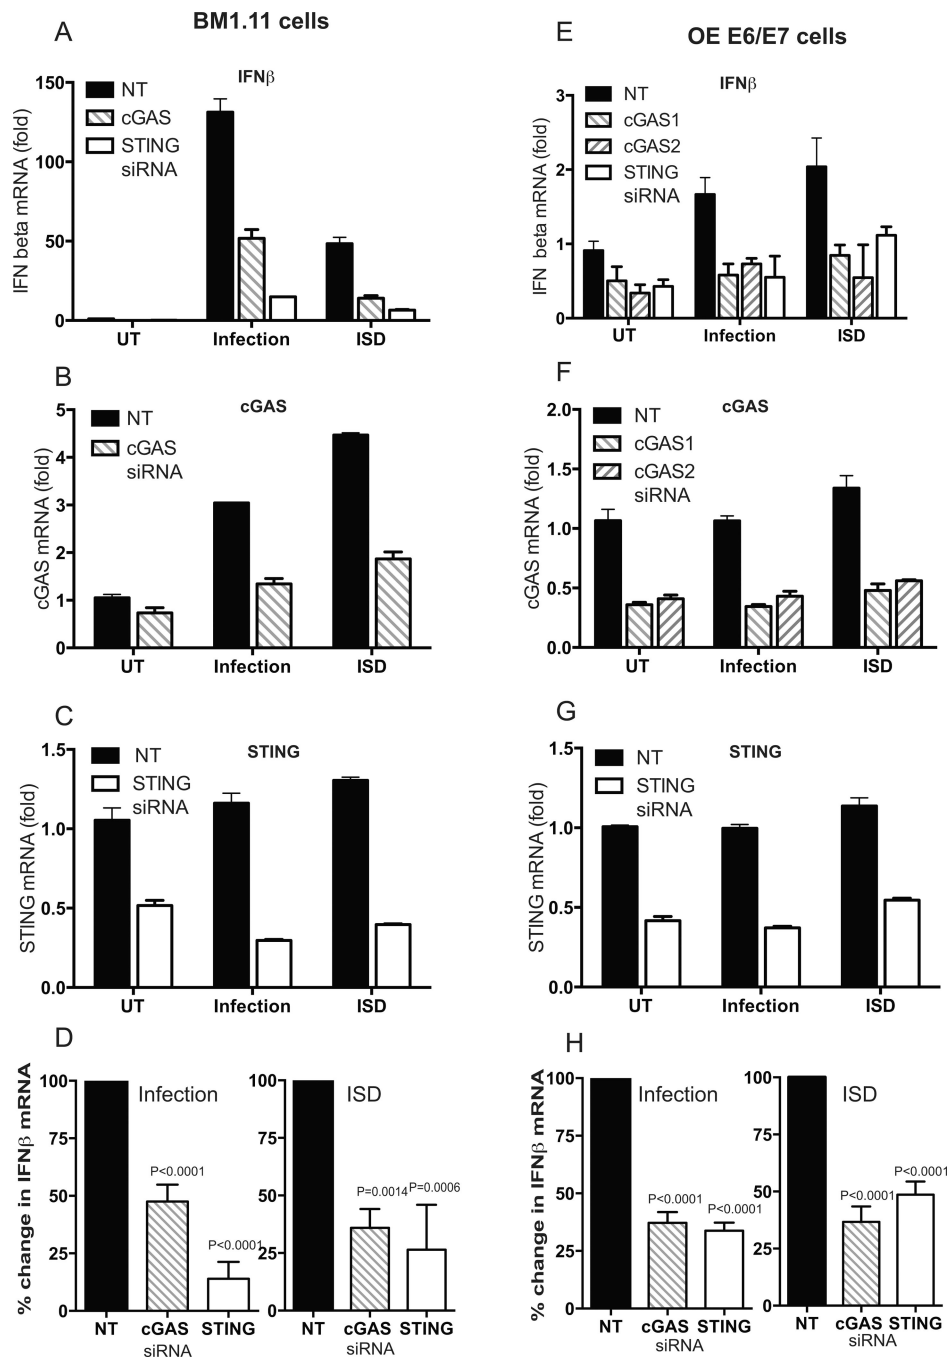 BM1.11 cells
OE E6/E7 cells
A
IFNβ
IFN beta mRNA (fold)
150
100
50
0
NT
cGAS
STING
siRNA
UT
Infection
ISD
B
cGAS
cGAS mRNA (fold)
5
4
3
2
1
0
NT
cGAS
siRNA
UT
Infection
ISD
C
STING
STING mRNA (fold)
1.5
1.0
0.5
0.0
NT
STING
siRNA
UT
Infection
ISD
D
% change in IFNβ mRNA
100
75
50
25
0
Infection
P<0.0001
P<0.0001
NT
cGAS
STING
siRNA
100
75
50
25
0
ISD
P=0.0014
P=0.0006
NT
cGAS
STING
siRNA
E
IFNβ
IFN beta mRNA (fold)
3
2
1
0
NT
cGAS1
cGAS2
STING
siRNA
UT
Infection
ISD
F
cGAS
cGAS mRNA (fold)
2.0
1.5
1.0
0.5
0.0
NT
cGAS1
cGAS2
siRNA
UT
Infection
ISD
G
STING
STING mRNA (fold)
1.5
1.0
0.5
0.0
NT
STING
siRNA
UT
Infection
ISD
H
% change in IFNβ mRNA
100
75
50
25
0
Infection
P<0.0001
P<0.0001
NT
cGAS
STING
siRNA
100
75
50
25
0
ISD
P<0.0001
P<0.0001
NT
cGAS
STING
siRNA